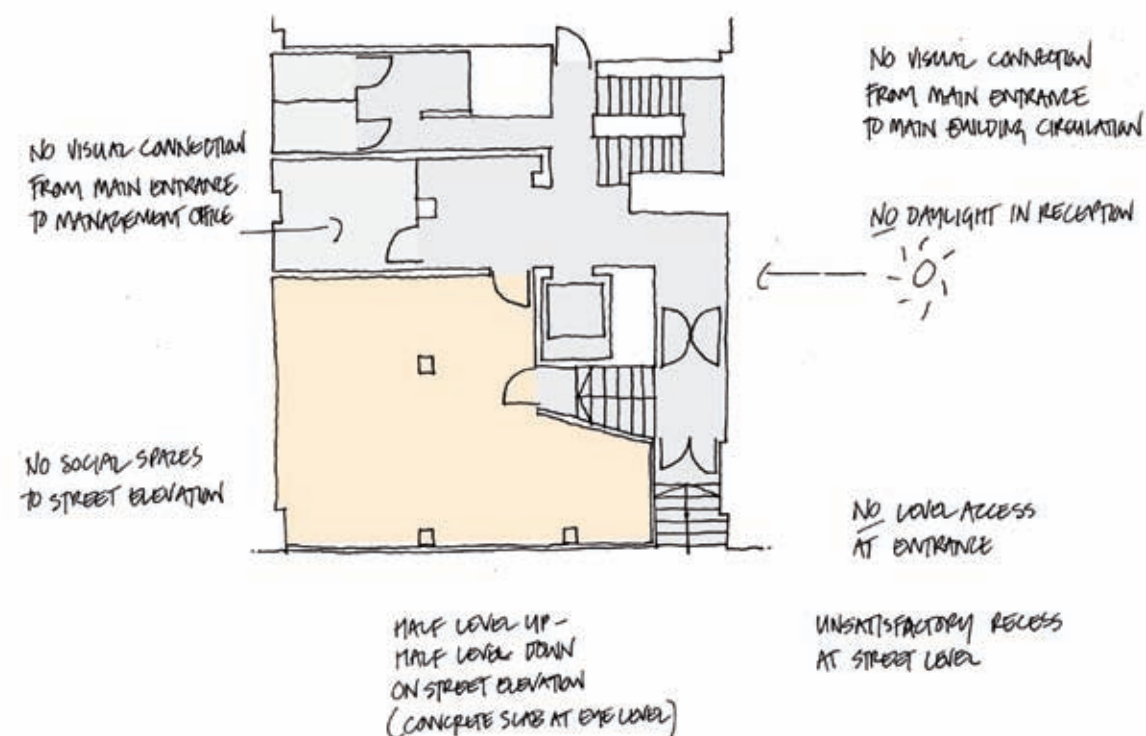 NO VISUAL CONNECTION
FROM MAIN ENTRANCE
TO MANAGEMENT OFFICE
NO SOCIAL SPACES
TO STREET ELEVATION
HALF LEVEL UP -
HALF LEVEL DOWN
ON STREET ELEVATION
(CONCRETE SLAB AT EYE LEVEL)
NO VISUAL CONNECTION
FROM MAIN ENTRANCE
TO MAIN BUILDING CIRCULATION
NO DAYLIGHT IN RECEPTION
NO LEVEL ACCESS
AT ENTRANCE
UNSATISFACTORY RECESS
AT STREET LEVEL